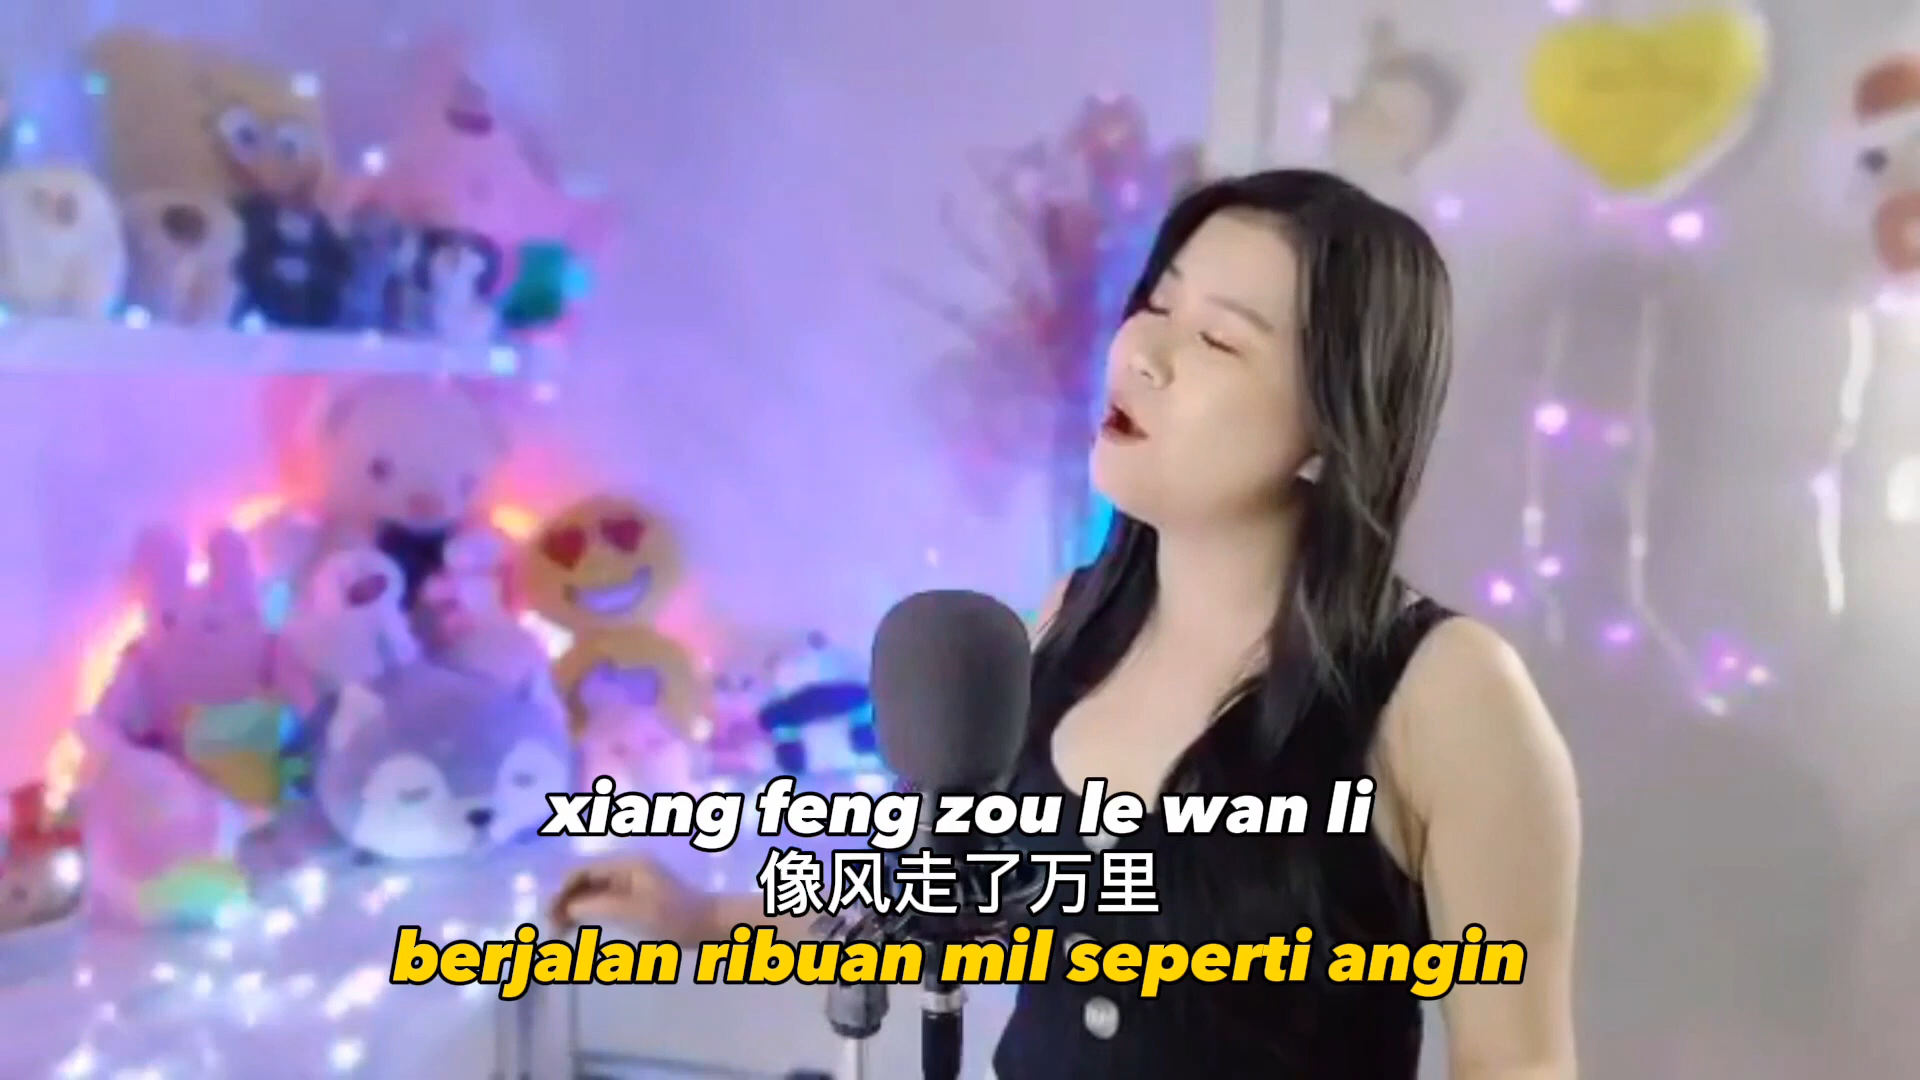 xiang feng zou le wan li
像风走了万里
berjalan ribuan mil seperti angin